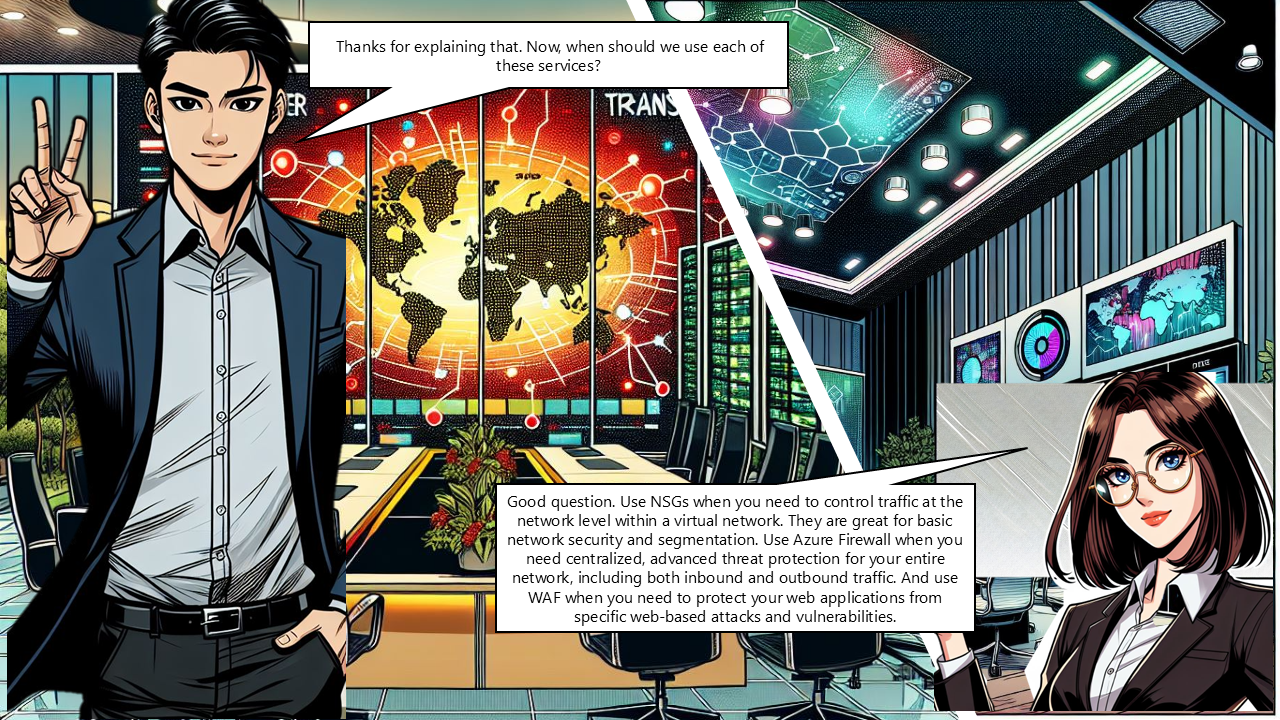 Thanks for explaining that. Now, when should we use each of
these services?
ER
TRANS
Good question. Use NSGs when you need to control traffic at the
network level within a virtual network. They are great for basic
network security and segmentation. Use Azure Firewall when you
need centralized, advanced threat protection for your entire
network, including both inbound and outbound traffic. And use
WAF when you need to protect your web applications from
specific web-based attacks and vulnerabilities.